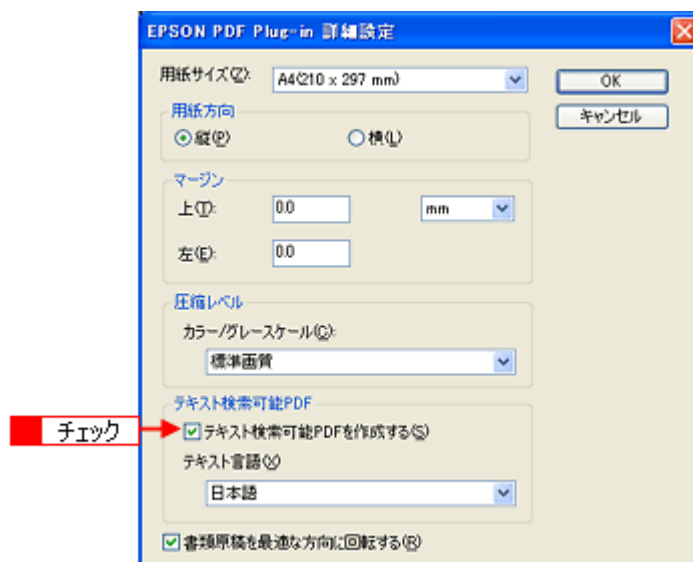 EPSON PDF Plug-in 詳細設定
用紙サイズ(Z): A4(210 x 297 mm) OK
用紙方向 キャンセル
縦(P) 横(L)
マージン
上(T): 0.0 mm
左(E): 0.0
圧縮レベル
カラー/グレースケール(C):
標準画質
テキスト検索可能PDF
チェック テキスト検索可能PDFを作成する(S)
テキスト言語(X)
日本語
書類原稿を最適な方向に回転する(R)